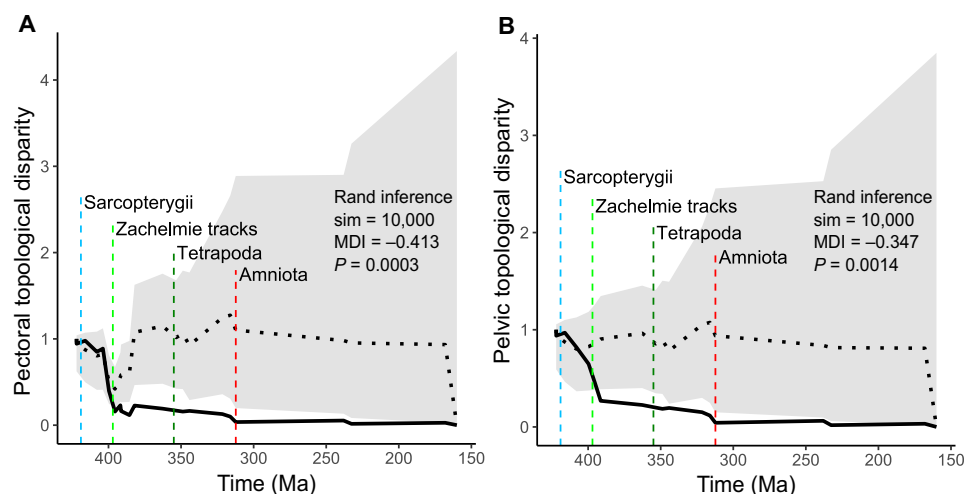 A
Pectoral topological disparity
4
3
2
1
0
Sarcopterygii
Zachelmie tracks
Tetrapoda
Amniota
Rand inference
sim = 10,000
MDI = –0.413
P = 0.0003
400 350 300 250 200 150
Time (Ma)
B
Pelvic topological disparity
4
3
2
1
0
Sarcopterygii
Zachelmie tracks
Tetrapoda
Amniota
Rand inference
sim = 10,000
MDI = –0.347
P = 0.0014
400 350 300 250 200 150
Time (Ma)